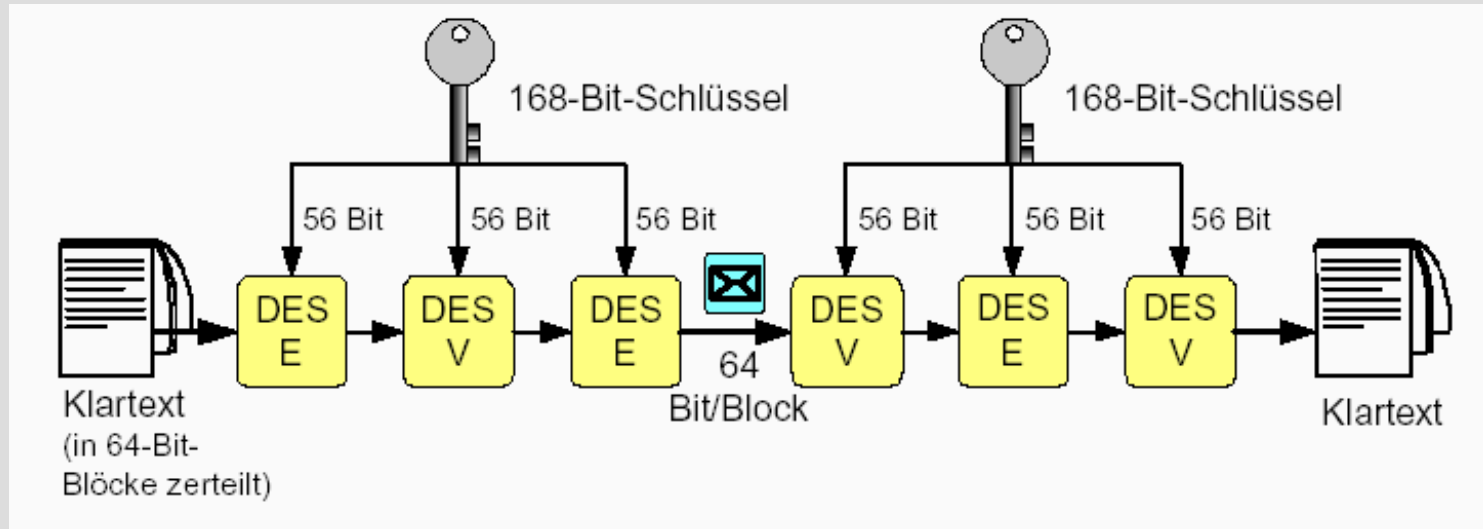 168-Bit-Schlüssel
168-Bit-Schlüssel
56 Bit
56 Bit
56 Bit
56 Bit
56 Bit
56 Bit
DES
E
DES
V
DES
E
DES
V
DES
E
DES
V
64
Bit/Block
Klartext
(in 64-Bit-
Blöcke zerteilt)
Klartext